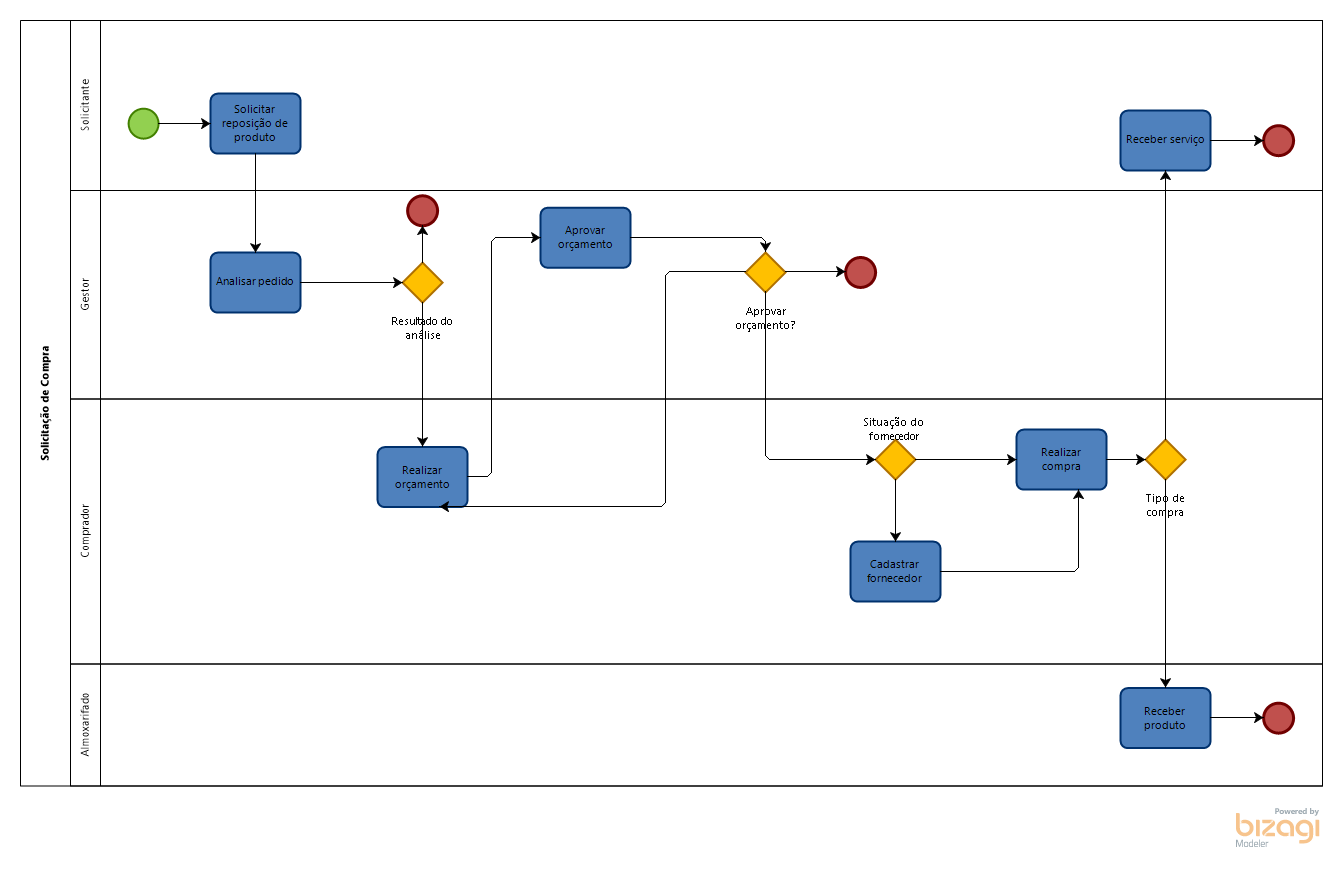 Solicitação de Compra
Solicitante
Solicitar
reposição de
produto
Receber serviço
Gestor
Analisar pedido
Resultado do
análise
Aprovar
orçamento
Aprovar
orçamento?
Comprador
Realizar
orçamento
Situação do
fornecedor
Cadastrar
fornecedor
Realizar
compra
Tipo de
compra
Almoxarifado
Receber
produto
Powered by
bizagi
Modeler